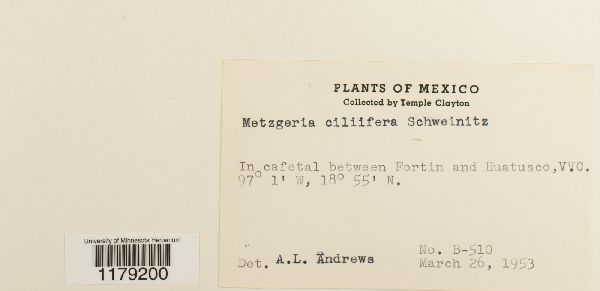 PLANTS OF MEXICO
Collected by Temple Clayton
Metzgeria ciliifera Schweinitz
In cafetal between Fortin and Huatusco, V.C.
97° 1' W, 18° 55' N.
No. B-510
Det. A.L. Andrews
March 26, 1953
University of Minnesota Herbarium
1179200